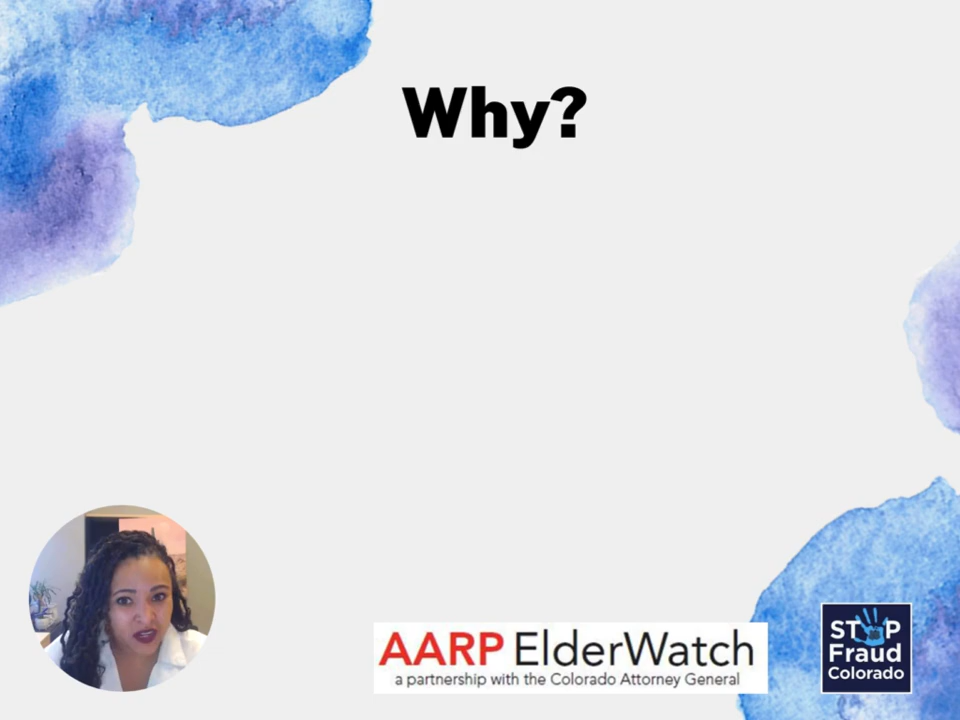 Why?
AARP ElderWatch
a partnership with the Colorado Attorney General
STOP
Fraud
Colorado